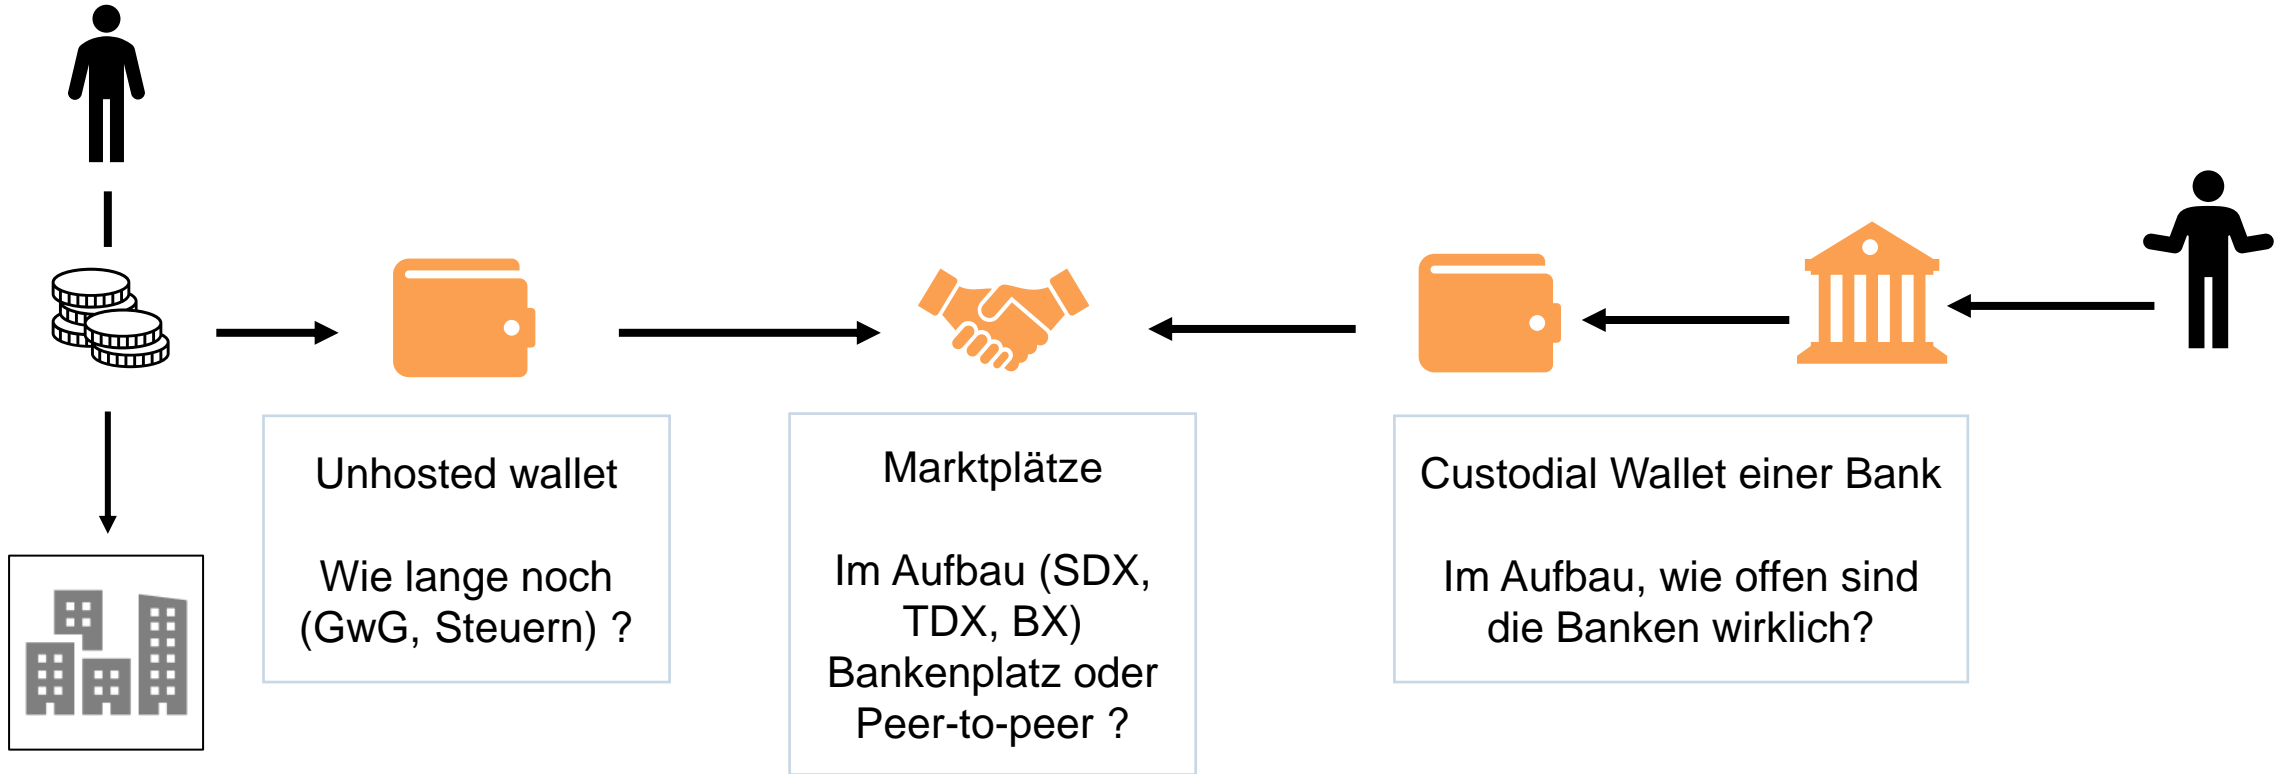 Unhosted wallet
Wie lange noch
(GwG, Steuern) ?
Marktplätze
Im Aufbau (SDX,
TDX, BX)
Bankenplatz oder
Peer-to-peer ?
Custodial Wallet einer Bank
Im Aufbau, wie offen sind
die Banken wirklich?